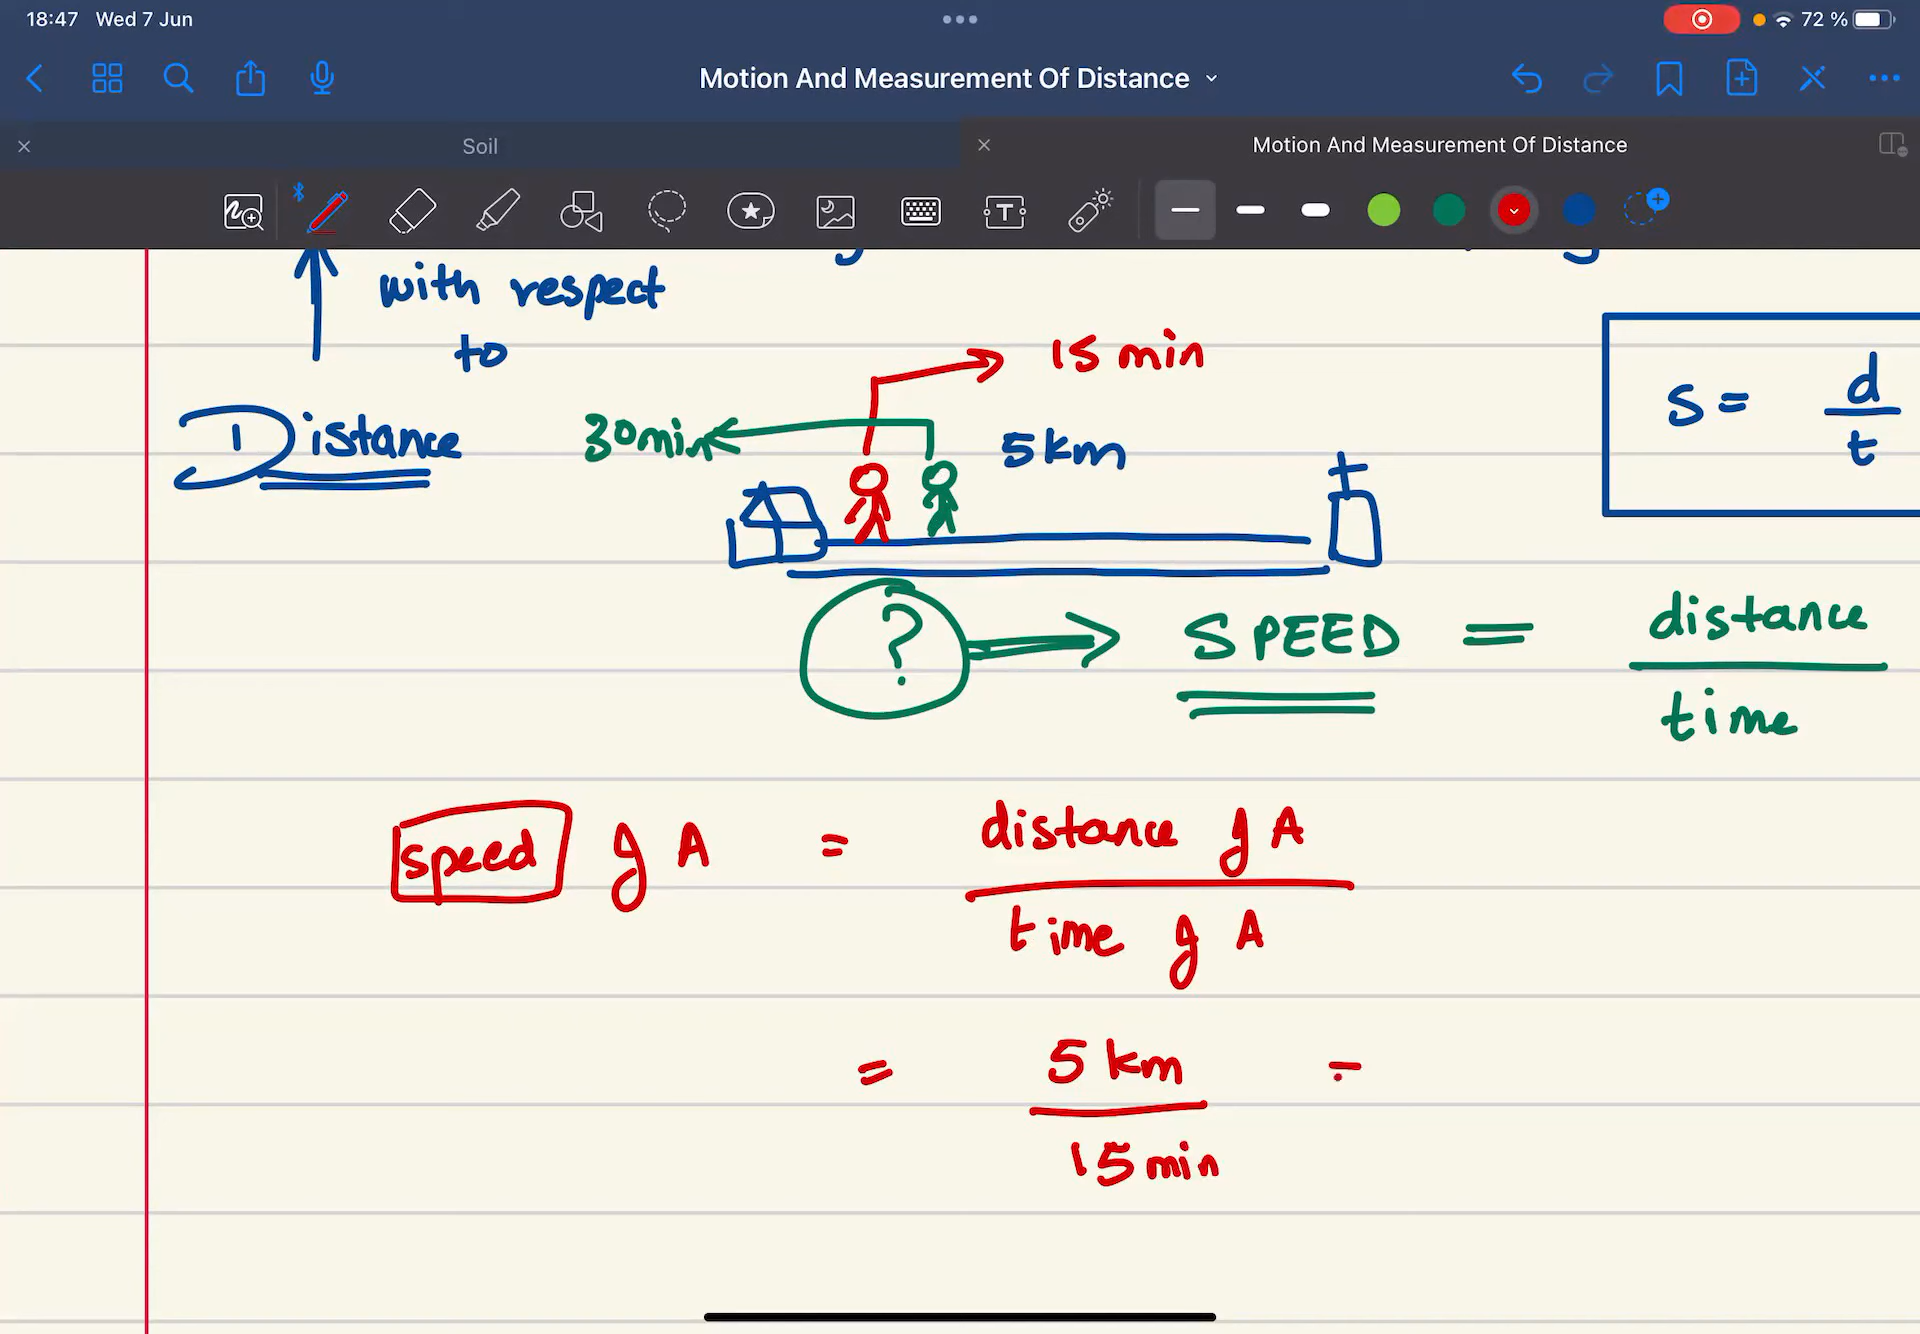 18:47 Wed 7 Jun
72 %
Motion And Measurement Of Distance
Soil
Motion And Measurement Of Distance
T
with respect
to
15 min
S = d/t
Distance
30min
5km
? SPEED = distance/time
speed of A = distance of A/time of A
= 5 km/15 min =